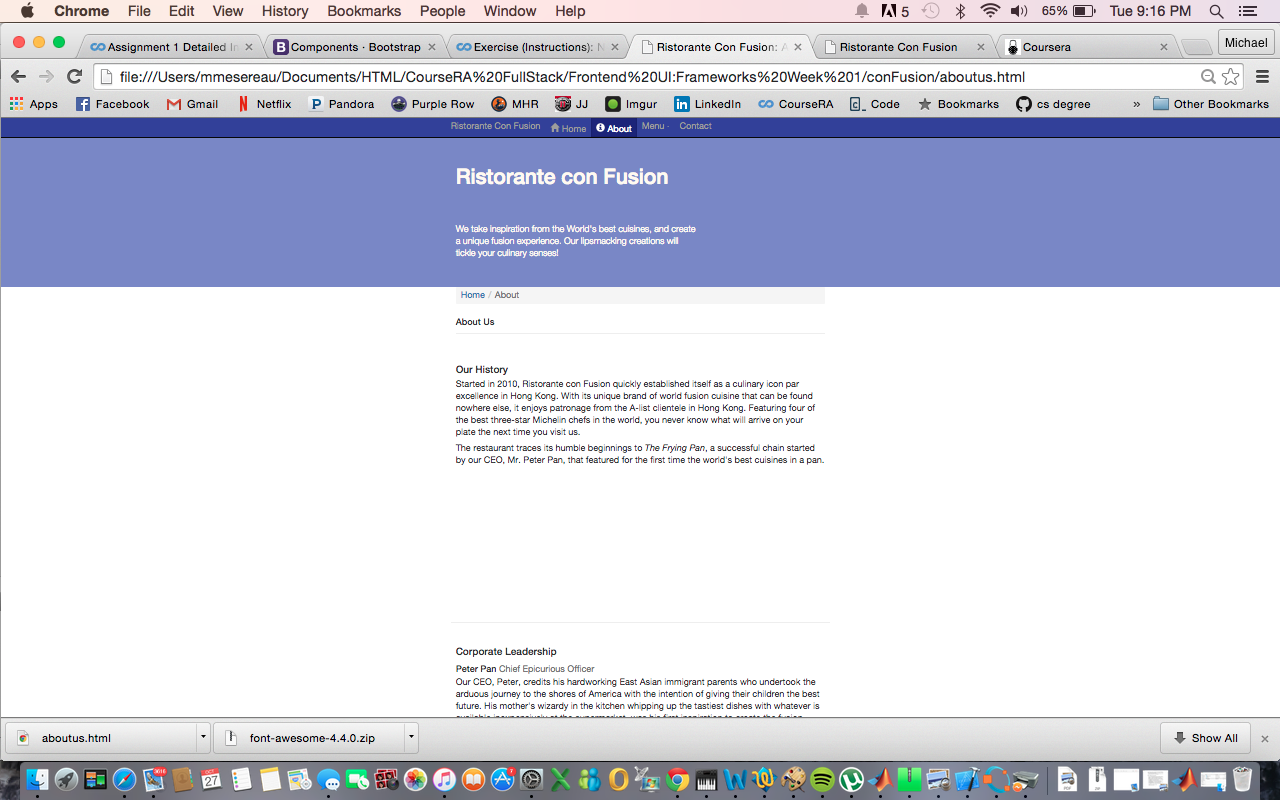 Chrome File Edit View History Bookmarks People Window Help 5 65% Tue 9:16 PM
Assignment 1 Detailed In Components · Bootstrap Exercise (Instructions): N Ristorante Con Fusion: A Ristorante Con Fusion Coursera Michael
file:///Users/mmesereau/Documents/HTML/CourseRA%20FullStack/Frontend%20UI:Frameworks%20Week%201/conFusion/aboutus.html
Apps Facebook Gmail Netflix Pandora Purple Row MHR JJ Imgur LinkedIn CourseRA Code Bookmarks cs degree » Other Bookmarks
Ristorante Con Fusion Home About Menu Contact
Ristorante con Fusion
We take inspiration from the World's best cuisines, and create
a unique fusion experience. Our lipsmacking creations will
tickle your culinary senses!
Home / About
About Us
Our History
Started in 2010, Ristorante con Fusion quickly established itself as a culinary icon par
excellence in Hong Kong. With its unique brand of world fusion cuisine that can be found
nowhere else, it enjoys patronage from the A-list clientele in Hong Kong. Featuring four of
the best three-star Michelin chefs in the world, you never know what will arrive on your
plate the next time you visit us.
The restaurant traces its humble beginnings to The Frying Pan, a successful chain started
by our CEO, Mr. Peter Pan, that featured for the first time the world's best cuisines in a pan.
Corporate Leadership
Peter Pan Chief Epicurious Officer
Our CEO, Peter, credits his hardworking East Asian immigrant parents who undertook the
arduous journey to the shores of America with the intention of giving their children the best
future. His mother's wizardy in the kitchen whipping up the tastiest dishes with whatever is
aboutus.html font-awesome-4.4.0.zip Show All
OCT
27